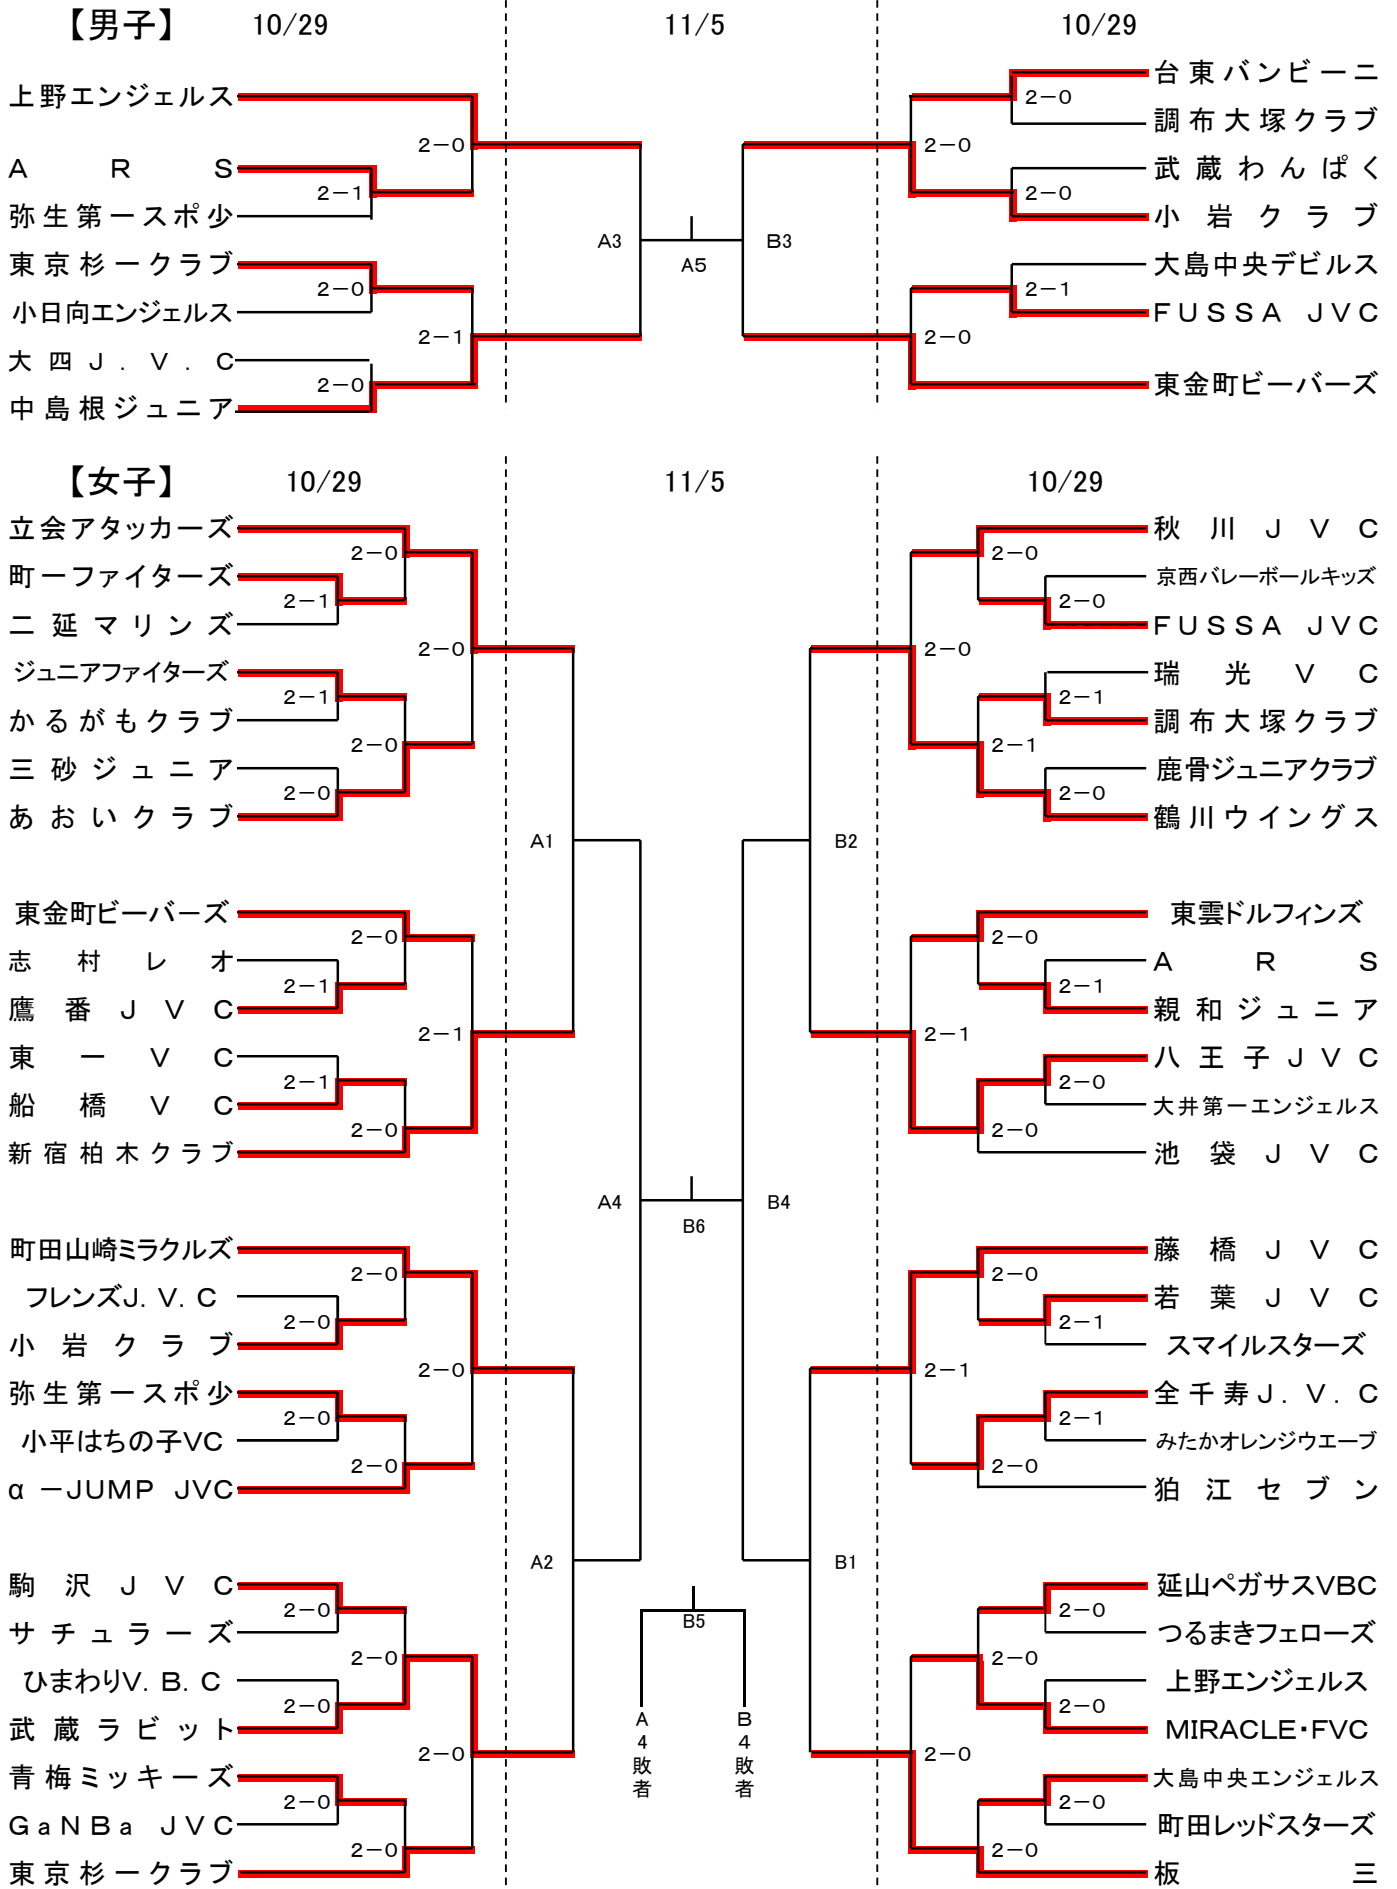 【男子】 10/29 11/5 10/29
上野エンジェルス
2-0
A R S
2-1
弥生第一スポ少
東京杉一クラブ
2-0
小日向エンジェルス
2-1
大四J.V.C
2-0
中島根ジュニア
A3
A5
B3
台東バンビーニ
2-0
調布大塚クラブ
2-0
武蔵わんぱく
2-0
小岩クラブ
大島中央デビルス
2-1
FUSSA JVC
2-0
東金町ビーバーズ
【女子】 10/29 11/5 10/29
立会アタッカーズ
2-0
町一ファイターズ
2-1
二延マリンズ
2-0
ジュニアファイターズ
2-1
かるがもクラブ
2-0
三砂ジュニア
2-0
あおいクラブ
A1
東金町ビーバーズ
2-0
志村レオ
2-1
鷹番JVC
2-1
東一VC
2-1
船橋VC
2-0
新宿柏木クラブ
A4
B6
B4
町田山崎ミラクルズ
2-0
フレンズJ.V.C
2-0
小岩クラブ
2-0
弥生第一スポ少
2-0
小平はちの子VC
2-0
α-JUMP JVC
A2
駒沢JVC
2-0
サチュラーズ
2-0
ひまわりV.B.C
2-0
武蔵ラビット
2-0
青梅ミッキーズ
2-0
GaNBa JVC
2-0
東京杉一クラブ
B5
A4敗者
B4敗者
秋川JVC
2-0
京西バレーボールキッズ
2-0
FUSSA JVC
2-0
瑞光VC
2-1
調布大塚クラブ
2-1
鹿骨ジュニアクラブ
2-0
鶴川ウイングス
B2
東雲ドルフィンズ
2-0
A R S
2-1
親和ジュニア
2-1
八王子JVC
2-0
大井第一エンジェルス
2-0
池袋JVC
藤橋JVC
2-0
若葉JVC
2-1
スマイルスターズ
2-1
全千寿J.V.C
2-1
みたかオレンジウエーブ
2-0
狛江セブン
B1
延山ペガサスVBC
2-0
つるまきフェローズ
2-0
上野エンジェルス
2-0
MIRACLE・FVC
2-0
大島中央エンジェルス
2-0
町田レッドスターズ
2-0
板三